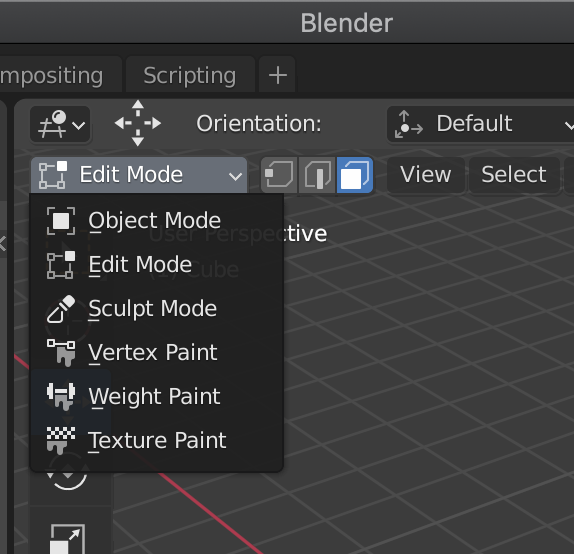 Blender
mpositing Scripting +
Orientation: Default
Edit Mode View Select
Object Mode
User Perspective
Edit Mode
Cube
Sculpt Mode
Vertex Paint
Weight Paint
Texture Paint